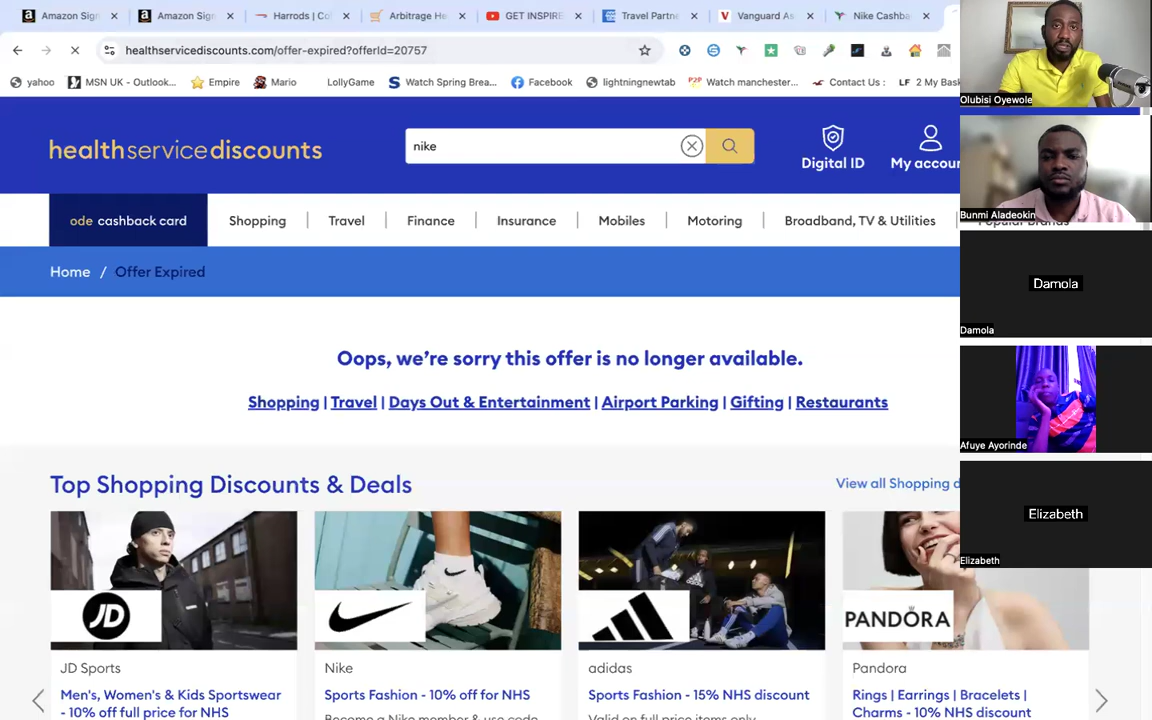 Amazon Sign
Amazon Sign
Harrods | Co
Arbitrage He
GET INSPIRE
Travel Partne
Vanguard As
Nike Cashba
healthservicediscounts.com/offer-expired?offerId=20757
yahoo
MSN UK - Outlook...
Empire
Mario
LollyGame
Watch Spring Brea...
Facebook
lightningnewtab
P2P Watch manchester...
Contact Us :
LF 2 My Bask
healthservicediscounts
nike
Digital ID
My accoun
ode cashback card
Shopping
Travel
Finance
Insurance
Mobiles
Motoring
Broadband, TV & Utilities
Popular Brands
Home / Offer Expired
Oops, we're sorry this offer is no longer available.
Shopping | Travel | Days Out & Entertainment | Airport Parking | Gifting | Restaurants
Top Shopping Discounts & Deals
View all Shopping d
JD
PANDORA
JD Sports
Men's, Women's & Kids Sportswear
- 10% off full price for NHS
Nike
Sports Fashion - 10% off for NHS
Become a Nike member & use code
adidas
Sports Fashion - 15% NHS discount
Valid on full price items only
Pandora
Rings | Earrings | Bracelets |
Charms - 10% NHS discount
Olubisi Oyewole
Bunmi Aladeokin
Damola
Damola
Afuye Ayorinde
Elizabeth
Elizabeth